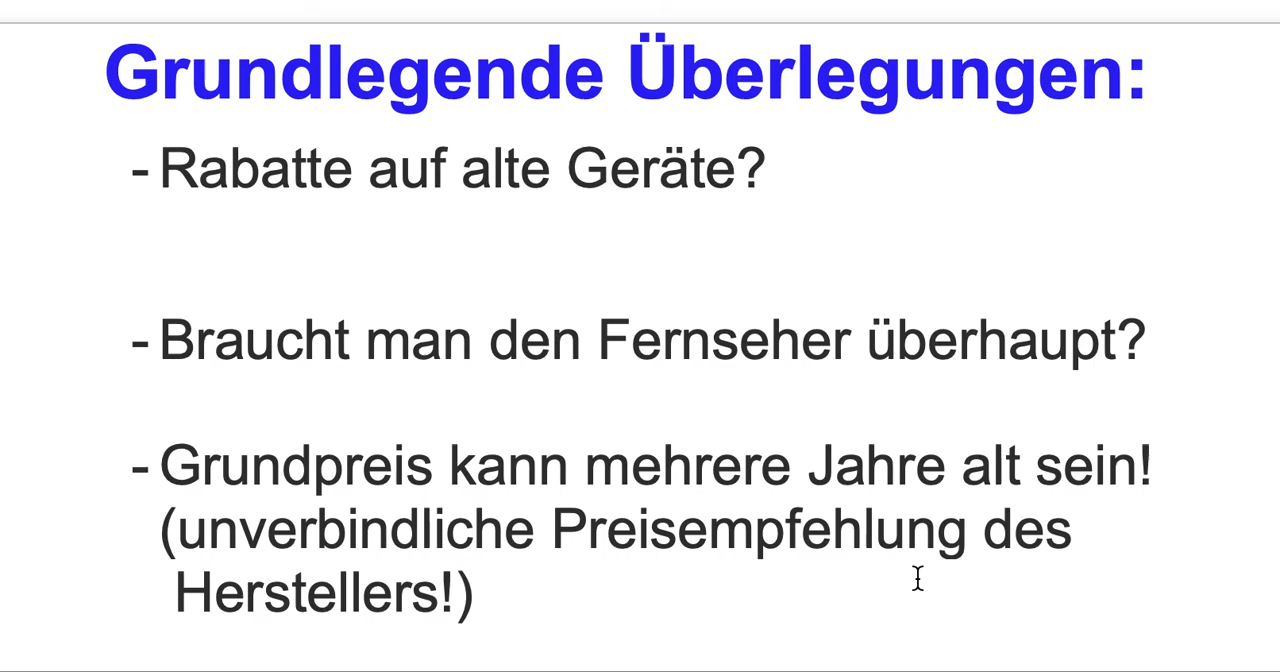 Grundlegende Überlegungen:
- Rabatte auf alte Geräte?
- Braucht man den Fernseher überhaupt?
- Grundpreis kann mehrere Jahre alt sein!
(unverbindliche Preisempfehlung des
Herstellers!)